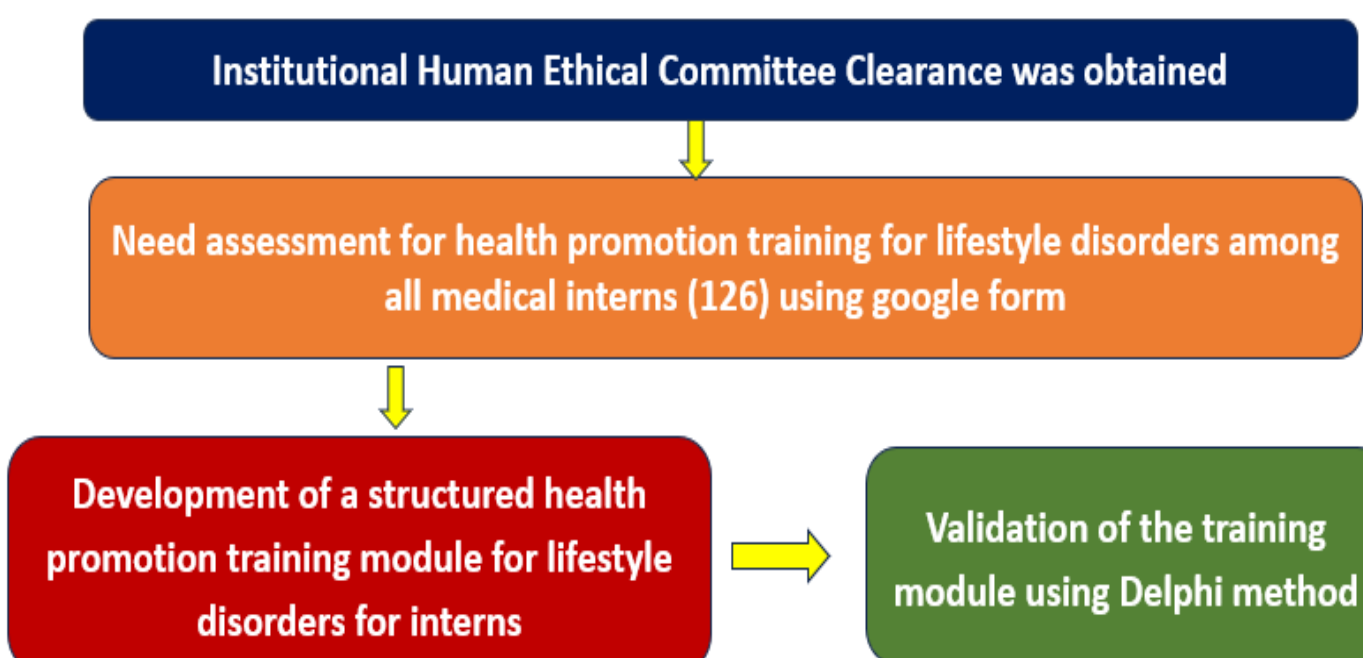 Institutional Human Ethical Committee Clearance was obtained
Need assessment for health promotion training for lifestyle disorders among
all medical interns (126) using google form
Development of a structured health
promotion training module for lifestyle
disorders for interns
Validation of the training
module using Delphi method